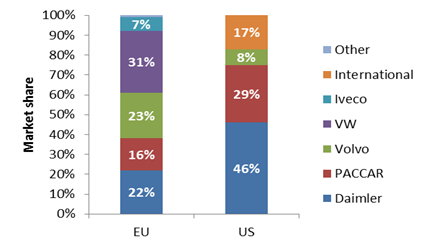 Market share
100%
90%
80%
70%
60%
50%
40%
30%
20%
10%
0%
7%
31%
23%
16%
22%
17%
8%
29%
46%
EU
US
Other
International
Iveco
VW
Volvo
PACCAR
Daimler